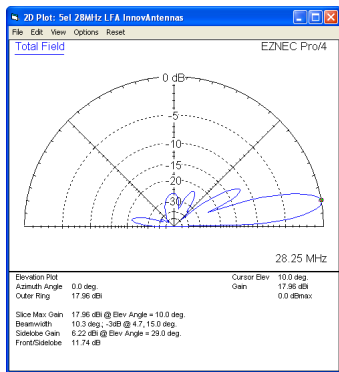 2D Plot: 5el 28MHz LFA InnovAntennas
File Edit View Options Reset
Total Field EZNEC Pro/4
0 dB
-5
-10
-15
-20
-30
28.25 MHz
Elevation Plot Cursor Elev 10.0 deg.
Azimuth Angle 0.0 deg. Gain 17.96 dBi
Outer Ring 17.96 dBi 0.0 dBmax
Slice Max Gain 17.96 dBi @ Elev Angle = 10.0 deg.
Beamwidth 10.3 deg.; -3dB @ 4.7, 15.0 deg.
Sidelobe Gain 6.22 dBi @ Elev Angle = 29.0 deg.
Front/Sidelobe 11.74 dB